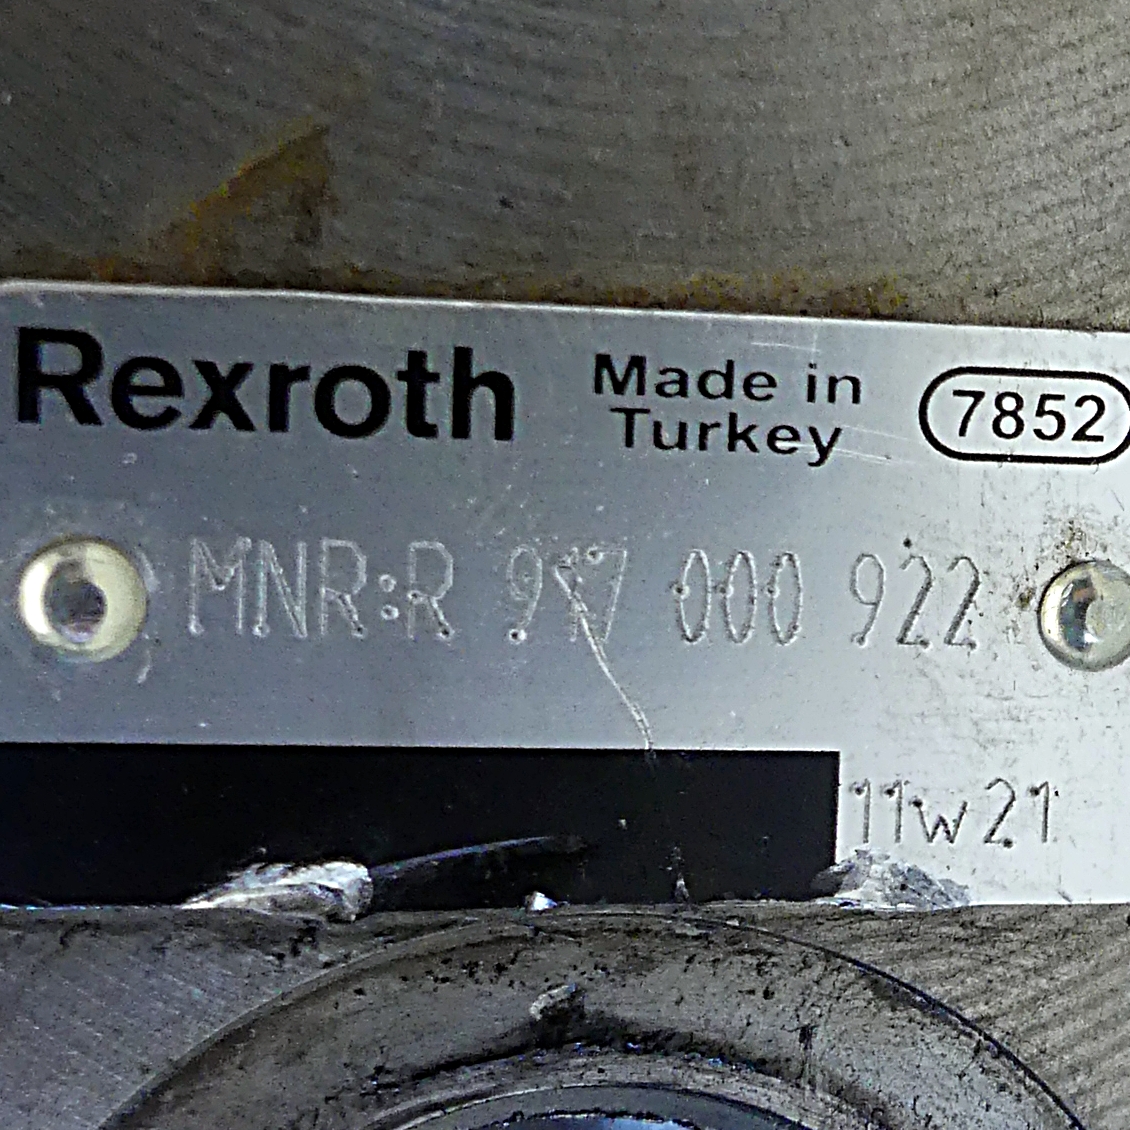 Rexroth
Made in
Turkey
7852
MNR:R 000 922
11w21